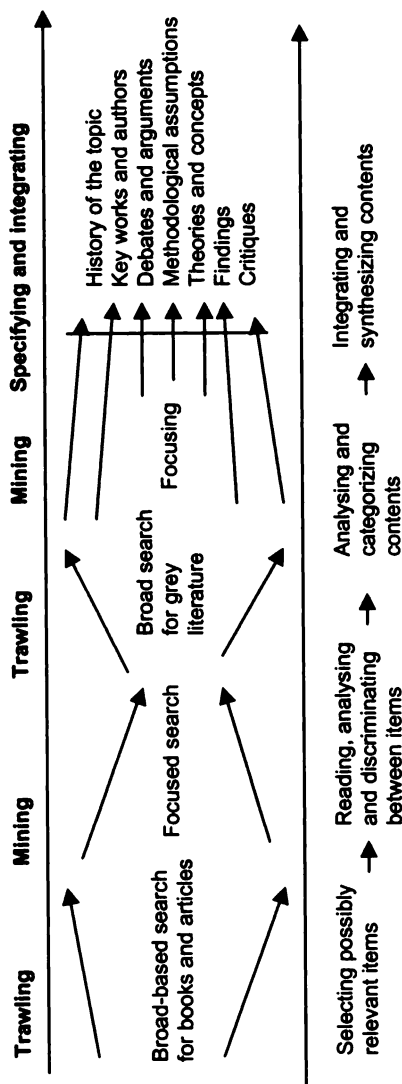 Trawling
Mining
Trawling
Mining
Specifying and integrating
Broad-based search
for books and articles
Focused search
Broad search
for grey
literature
Focusing
History of the topic
Key works and authors
Debates and arguments
Methodological assumptions
Theories and concepts
Findings
Critiques
Selecting possibly
relevant items
Reading, analysing
and discriminating
between items
Analysing and
categorizing
contents
Integrating and
synthesizing contents